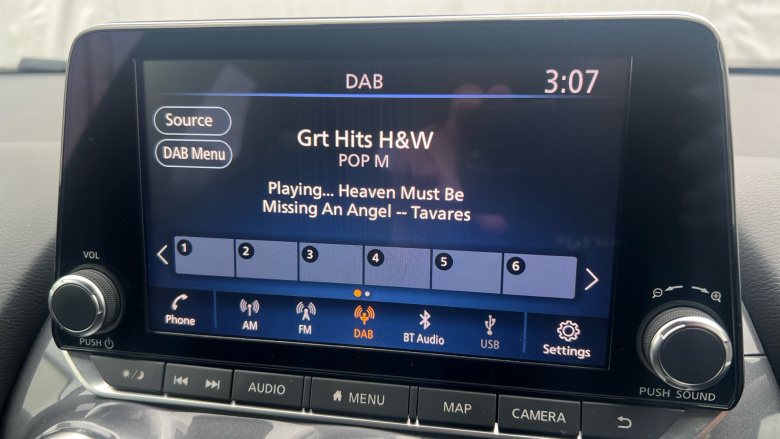 DAB
3:07
Source
DAB Menu
Grt Hits H&W
POP M
Playing... Heaven Must Be
Missing An Angel -- Tavares
1 2 3 4 5 6
Phone AM FM DAB BT Audio USB Settings
VOL
PUSH
PUSH SOUND
AUDIO MENU MAP CAMERA